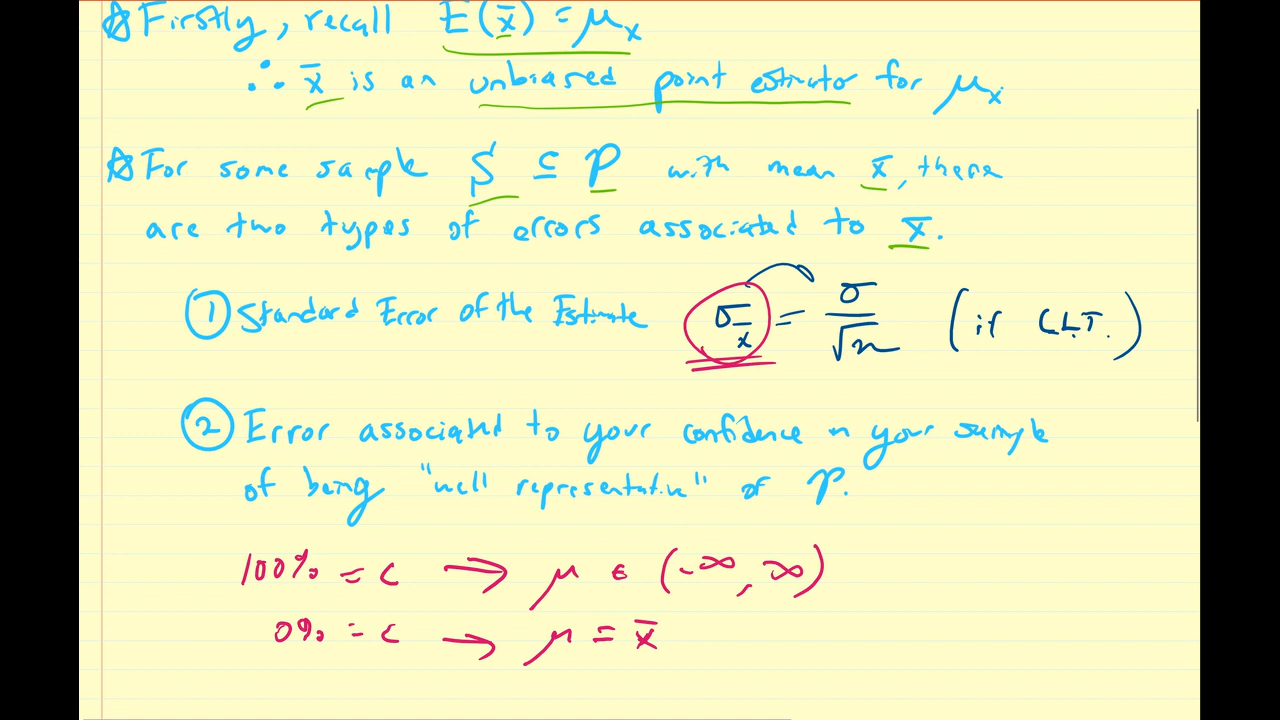 ☆ Firstly, recall E(x̄) = μₓ
∴ x̄ is an unbiased point estimator for μₓ
☆ For some sample S ⊆ P with mean x̄, there
are two types of errors associated to x̄.
① Standard Error of the Estimate σ_x̄ = σ/√n (if C.L.T.)
② Error associated to your confidence in your sample
of being "well representative" of P.
100% = c → μ ∈ (-∞, ∞)
0% = c → μ = x̄